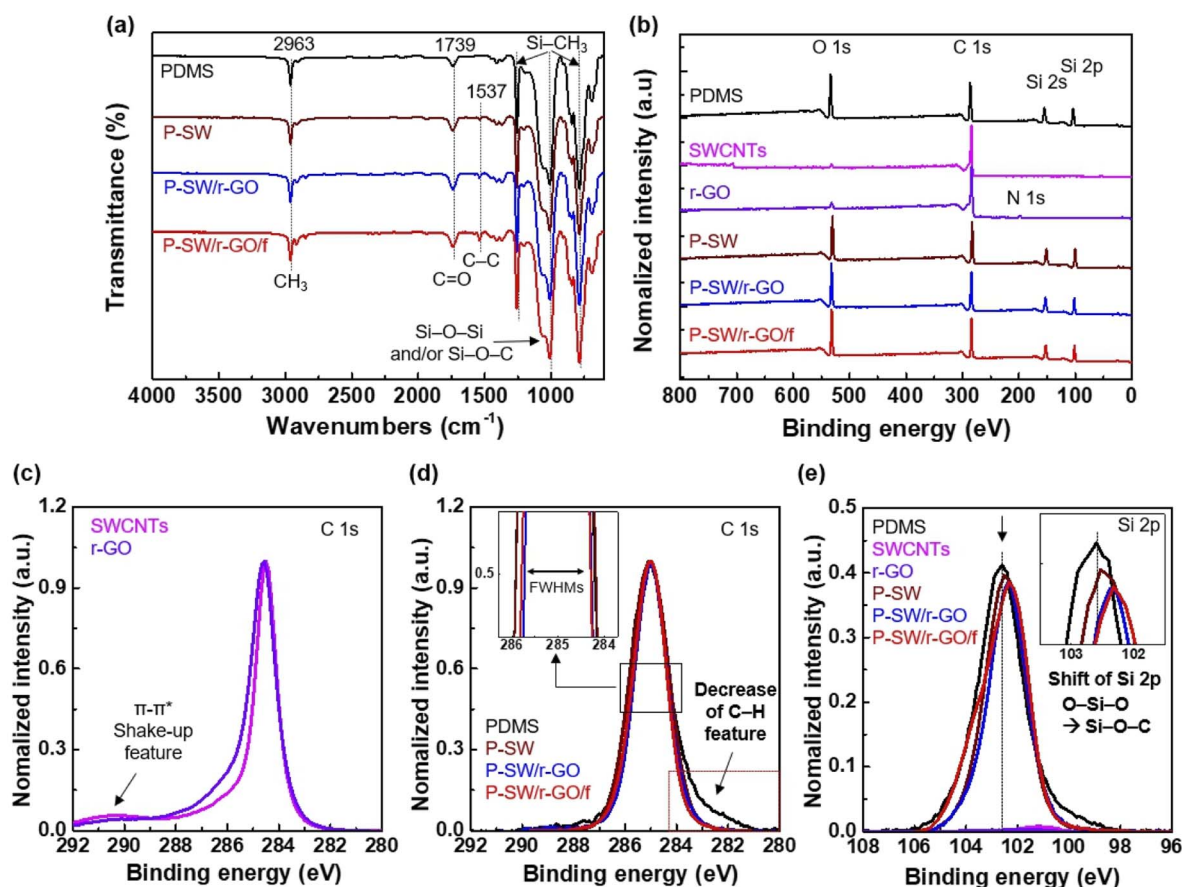 (a)
2963
1739
Si–CH3
PDMS
1537
P-SW
P-SW/r-GO
P-SW/r-GO/f
CH3
C=O
C–C
Si–O–Si
and/or Si–O–C
Transmittance (%)
4000 3500 3000 2500 2000 1500 1000
Wavenumbers (cm-1)
(b)
O 1s
C 1s
Si 2s
Si 2p
PDMS
SWCNTs
r-GO
N 1s
P-SW
P-SW/r-GO
P-SW/r-GO/f
Nomalized intensity (a.u)
800 700 600 500 400 300 200 100 0
Binding energy (eV)
(c)
SWCNTs
r-GO
C 1s
π-π*
Shake-up
feature
Nomalized intensity (a.u.)
1.2
0.9
0.6
0.3
0.0
292 290 288 286 284 282 280
Binding energy (eV)
(d)
C 1s
0.5
FWHMs
286 285 284
PDMS
P-SW
P-SW/r-GO
P-SW/r-GO/f
Decrease
of C–H
feature
Nomalized intensity (a.u.)
1.2
0.9
0.6
0.3
0.0
292 290 288 286 284 282 280
Binding energy (eV)
(e)
PDMS
SWCNTs
r-GO
P-SW
P-SW/r-GO
P-SW/r-GO/f
Si 2p
103 102
Shift of Si 2p
O–Si–O
→ Si–O–C
Nomalized intensity (a.u.)
0.5
0.4
0.3
0.2
0.1
0.0
108 106 104 102 100 98 96
Binding energy (eV)